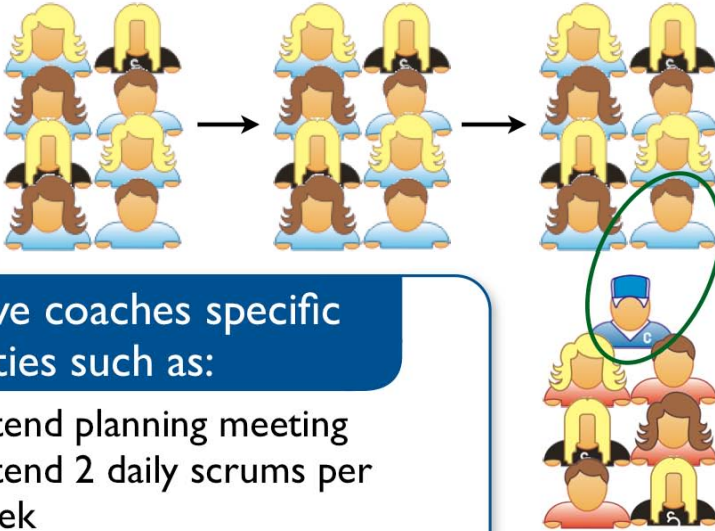 ve coaches specific
ties such as:
tend planning meeting
tend 2 daily scrums per
ek
C